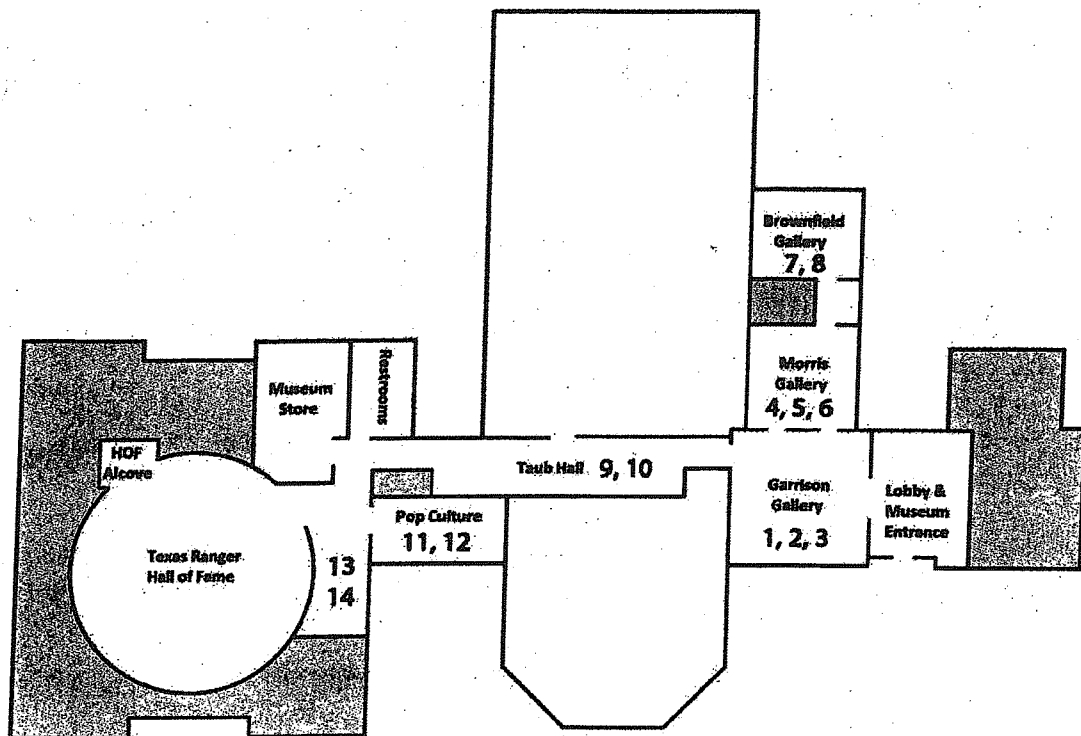 Brownfield
Gallery
7, 8
Morris
Gallery
4, 5, 6
Restrooms
Museum
Store
HOF
Alcove
Taub Hall 9, 10
Garrison
Gallery
1, 2, 3
Lobby &
Museum
Entrance
Pop Culture
11, 12
Texas Ranger
Hall of Fame
13
14